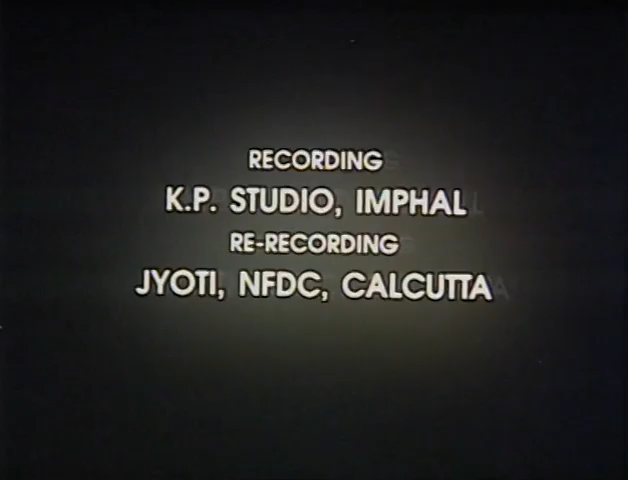 RECORDING
K.P. STUDIO, IMPHAL
RE-RECORDING
JYOTI, NFDC, CALCUTTA